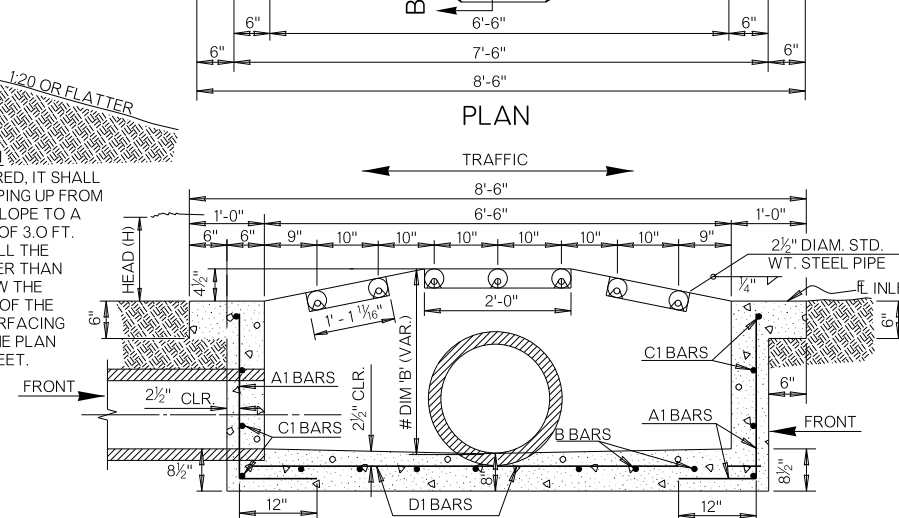 B
6'-6"
6"
6"
7'-6"
6"
6"
8'-6"
PLAN
1:20 OR FLATTER
RED, IT SHALL
PING UP FROM
LOPE TO A
OF 3.0 FT.
LL THE
ER THAN
W THE
OF THE
RFACING
E PLAN
EET.
TRAFFIC
8'-6"
1'-0"
6'-6"
1'-0"
6"
6"
9"
10"
10"
10"
10"
10"
10"
9"
2½" DIAM. STD.
WT. STEEL PIPE
¼"
HEAD (H)
4½"
2'-0"
1' - 1 11/16"
℄ INLE
6"
6"
# DIM 'B' (VAR.)
C1 BARS
A1 BARS
2½" CLR.
6"
FRONT
2½" CLR.
A1 BARS
FRONT
C1 BARS
B BARS
8½"
8½"
12"
D1 BARS
12"